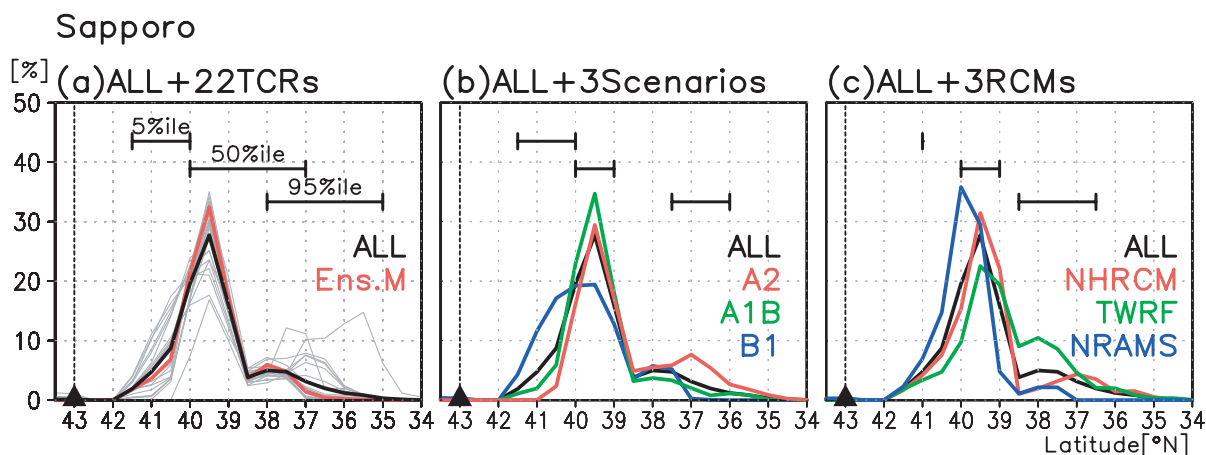 Sapporo
[%] (a)ALL+22TCRs (b)ALL+3Scenarios (c)ALL+3RCMs
50
5%ile
40
50%ile
95%ile
30
ALL ALL ALL
Ens.M A2 NHRCM
20
A1B TWRF
B1 NRAMS
10
0
43 42 41 40 39 38 37 36 35 34 43 42 41 40 39 38 37 36 35 34 43 42 41 40 39 38 37 36 35 34
Latitude[°N]